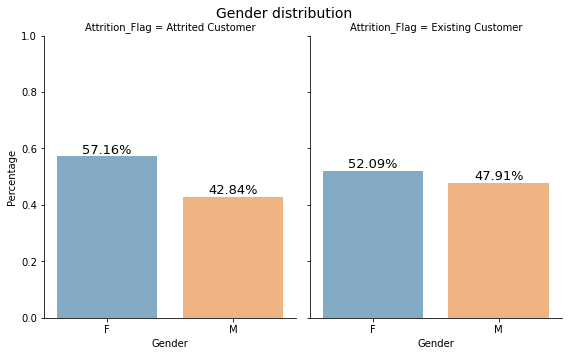 Gender distribution
Attrition_Flag = Attrited Customer
Attrition_Flag = Existing Customer
Percentage
1.0
0.8
0.6
0.4
0.2
0.0
57.16%
42.84%
52.09%
47.91%
F
M
F
M
Gender
Gender